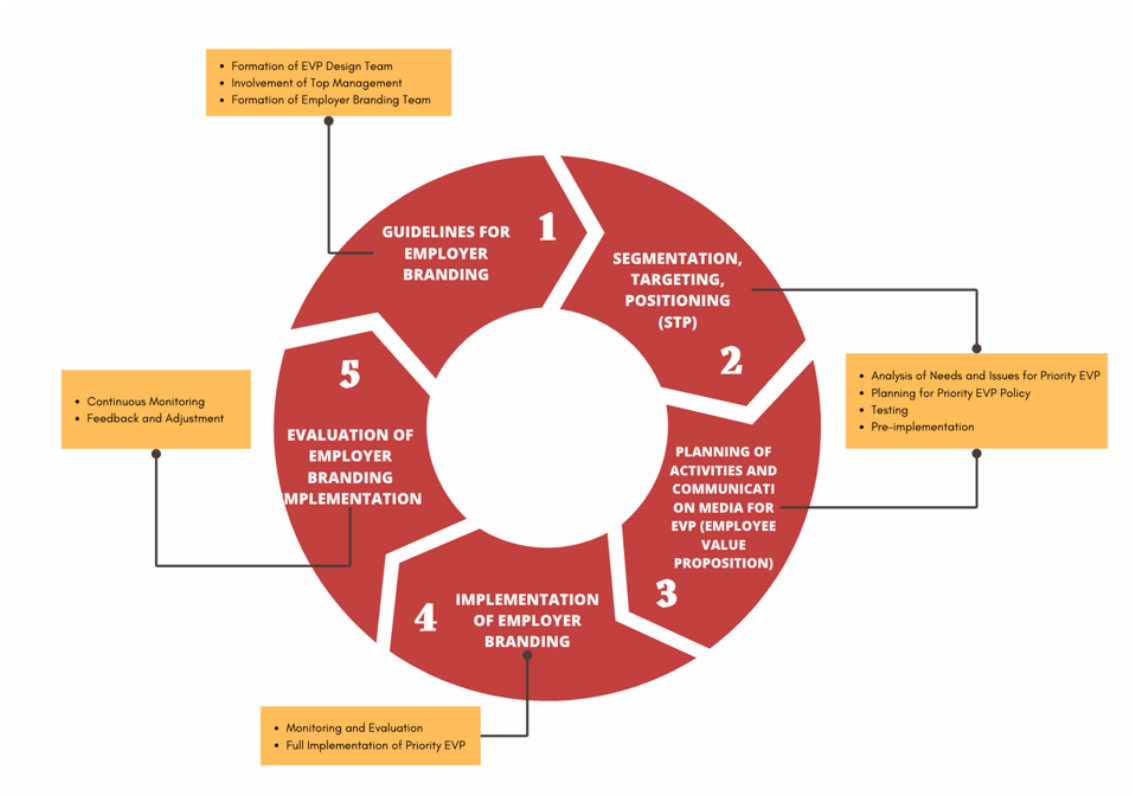 • Formation of EVP Design Team
• Involvement of Top Management
• Formation of Employer Branding Team
1
GUIDELINES FOR
EMPLOYER
BRANDING
SEGMENTATION,
TARGETING,
POSITIONING
(STP)
2
• Analysis of Needs and Issues for Priority EVP
• Planning for Priority EVP Policy
• Testing
• Pre-implementation
PLANNING OF
ACTIVITIES AND
COMMUNICATI
ON MEDIA FOR
EVP (EMPLOYEE
VALUE
PROPOSITION)
3
4
IMPLEMENTATION
OF EMPLOYER
BRANDING
• Monitoring and Evaluation
• Full Implementation of Priority EVP
5
EVALUATION OF
EMPLOYER
BRANDING
IMPLEMENTATION
• Continuous Monitoring
• Feedback and Adjustment